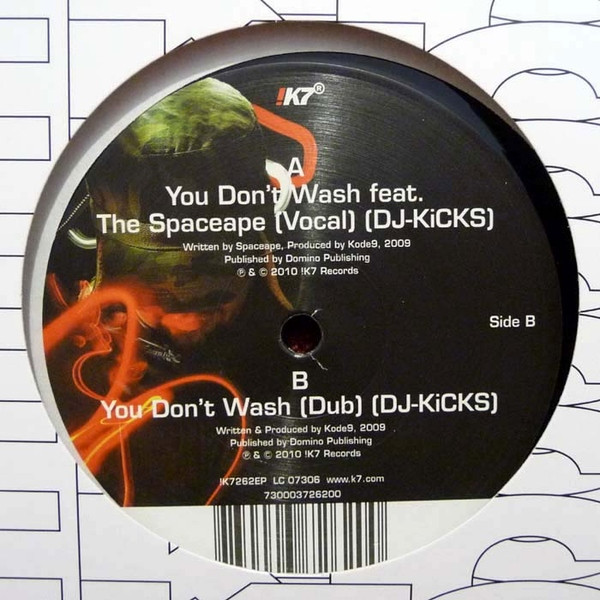 !K7®
A
You Don't Wash feat.
The Spaceape (Vocal) (DJ-KiCKS)
Written by Spaceape, Produced by Kode9, 2009
Published by Domino Publishing
℗ & © 2010 !K7 Records
Side B
B
You Don't Wash (Dub) (DJ-KiCKS)
Written & Produced by Kode9, 2009
Published by Domino Publishing
℗ & © 2010 !K7 Records
!K7262EP LC 07306 www.k7.com
730003726200